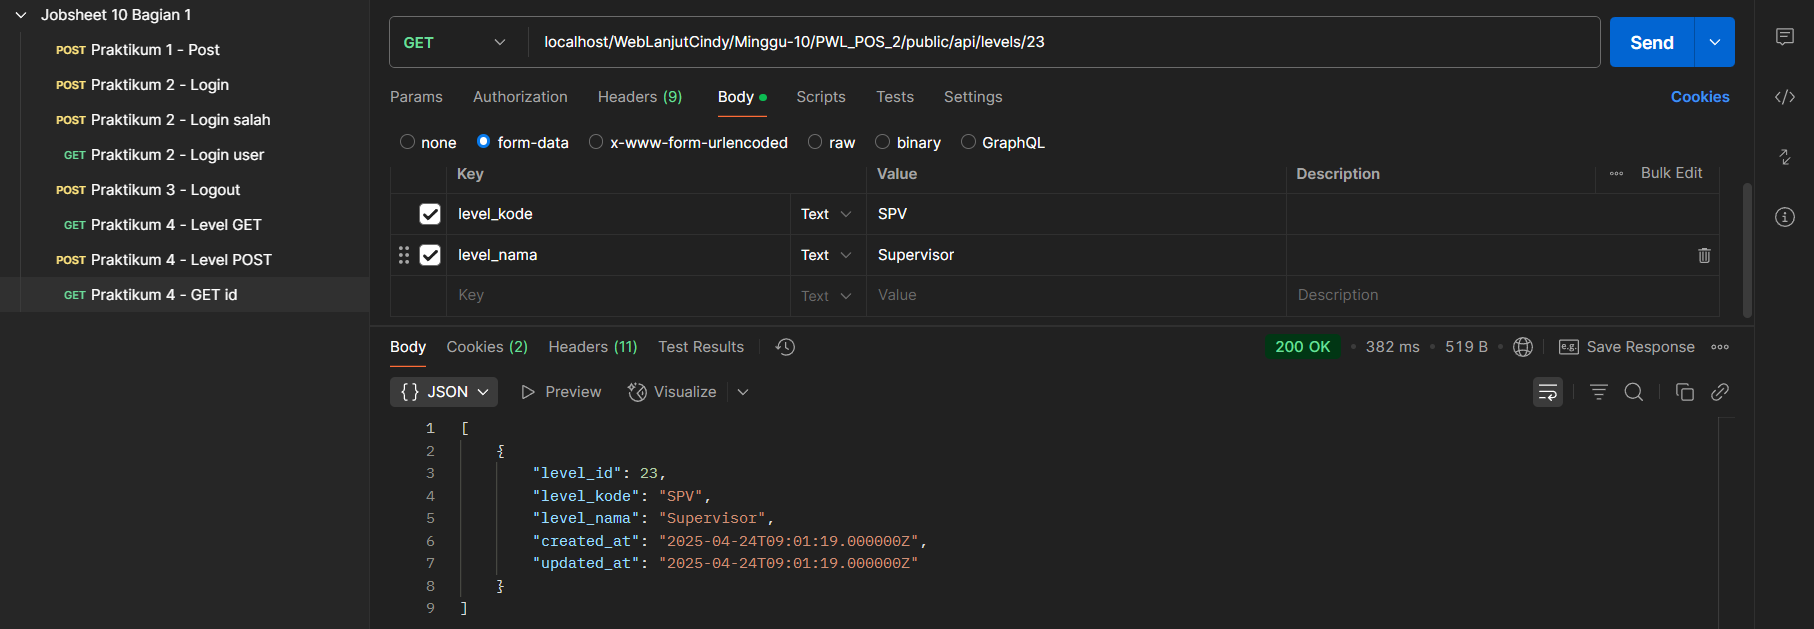 Jobsheet 10 Bagian 1
POST Praktikum 1 - Post
POST Praktikum 2 - Login
POST Praktikum 2 - Login salah
GET Praktikum 2 - Login user
POST Praktikum 3 - Logout
GET Praktikum 4 - Level GET
POST Praktikum 4 - Level POST
GET Praktikum 4 - GET id
GET localhost/WebLanjutCindy/Minggu-10/PWL_POS_2/public/api/levels/23 Send
Params Authorization Headers (9) Body Scripts Tests Settings Cookies
none form-data x-www-form-urlencoded raw binary GraphQL
Key Value Description Bulk Edit
level_kode Text SPV
level_nama Text Supervisor
Key Text Value Description
Body Cookies (2) Headers (11) Test Results 200 OK 382 ms 519 B e.g. Save Response
{} JSON Preview Visualize
1 [
2 {
3 "level_id": 23,
4 "level_kode": "SPV",
5 "level_nama": "Supervisor",
6 "created_at": "2025-04-24T09:01:19.000000Z",
7 "updated_at": "2025-04-24T09:01:19.000000Z"
8 }
9 ]